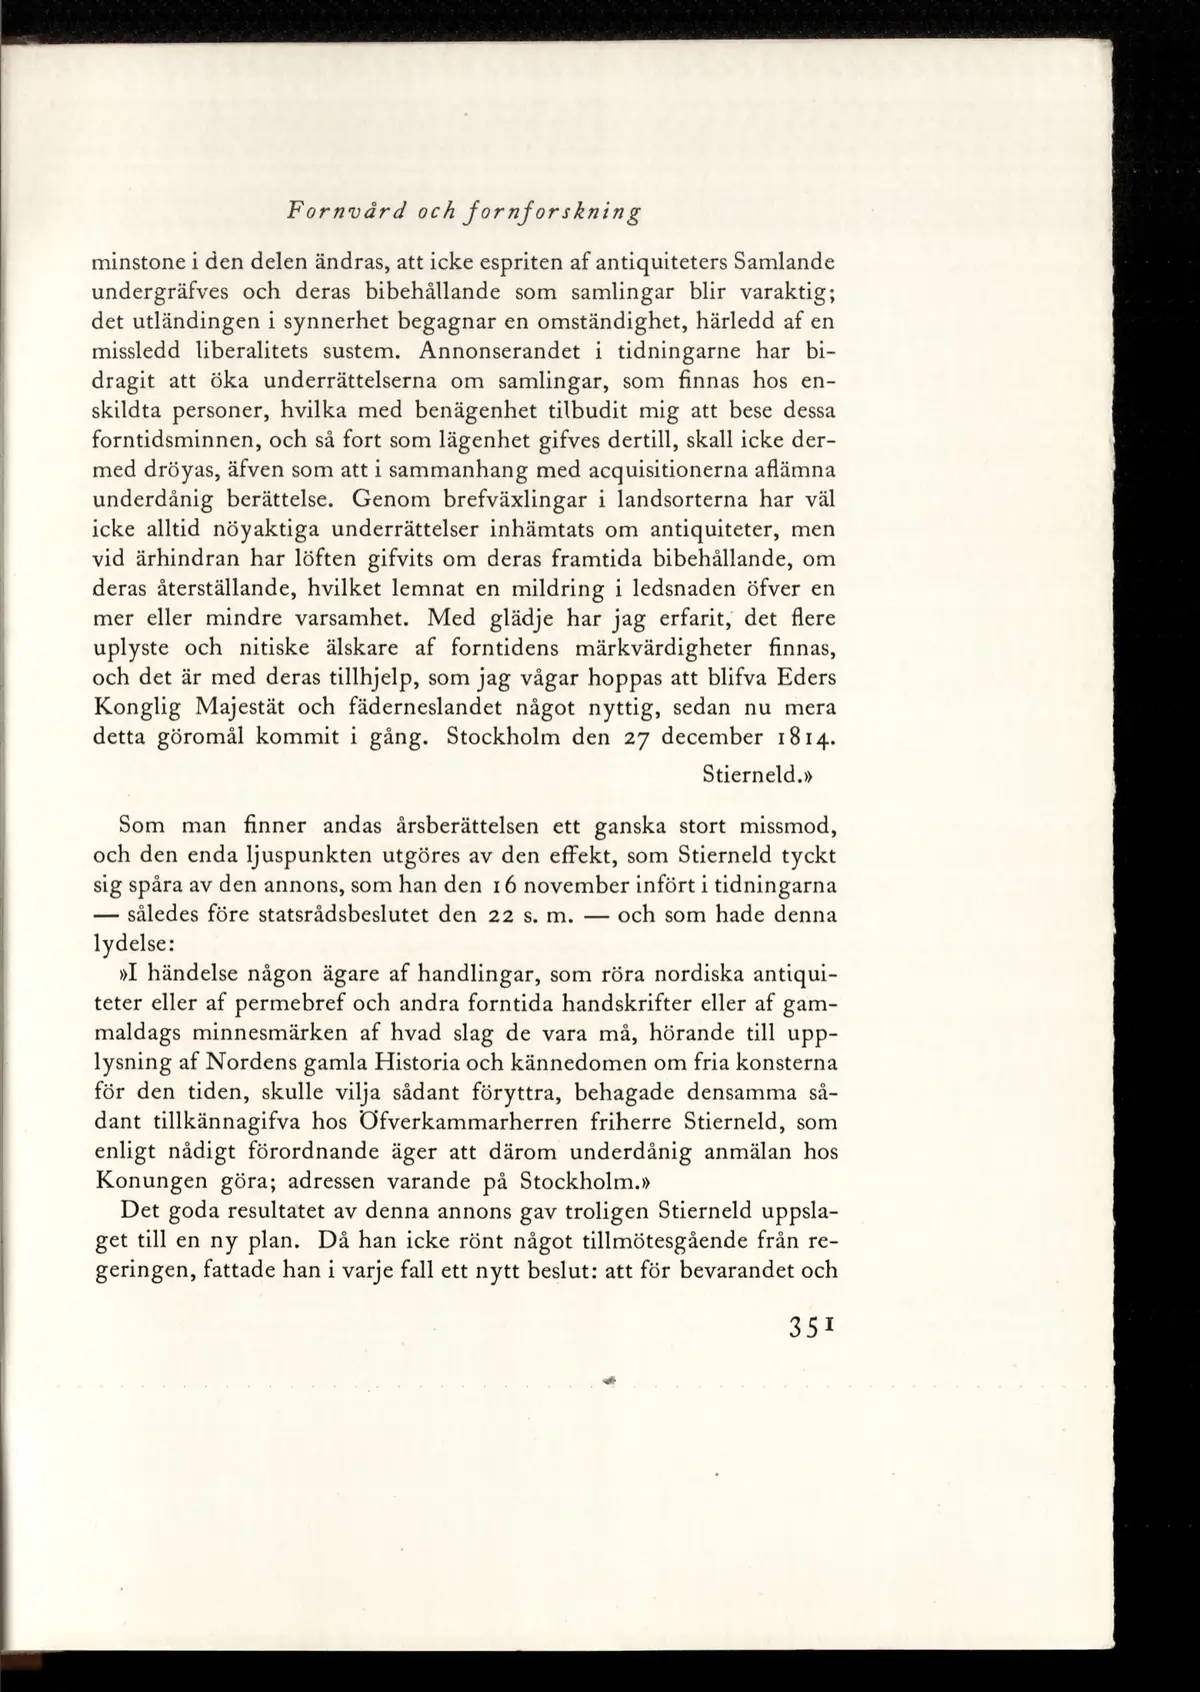 Fornvård och fornforskning
minstone i den delen ändras, att icke espriten af antiquiteters Samlande
undergräfves och deras bibehållande som samlingar blir varaktig;
det utländingen i synnerhet begagnar en omständighet, härledd af en
missledd liberalitets sustem. Annonserandet i tidningarne har bi-
dragit att öka underrättelserna om samlingar, som finnas hos en-
skildta personer, hvilka med benägenhet tilbudit mig att bese dessa
forntidsminnen, och så fort som lägenhet gifves dertill, skall icke der-
med dröyas, äfven som att i sammanhang med acquisitionerna aflämna
underdånig berättelse. Genom brefväxlingar i landsorterna har väl
icke alltid nöyaktiga underrättelser inhämtats om antiquiteter, men
vid ärhindran har löften gifvits om deras framtida bibehållande, om
deras återställande, hvilket lemnat en mildring i ledsnaden öfver en
mer eller mindre varsamhet. Med glädje har jag erfarit, det flere
uplyste och nitiske älskare af forntidens märkvärdigheter finnas,
och det är med deras tillhjelp, som jag vågar hoppas att blifva Eders
Konglig Majestät och fäderneslandet något nyttig, sedan nu mera
detta göromål kommit i gång. Stockholm den 27 december 1814.
Stierneld.»
Som man finner andas årsberättelsen ett ganska stort missmod,
och den enda ljuspunkten utgöres av den effekt, som Stierneld tyckt
sig spåra av den annons, som han den 16 november infört i tidningarna
— således före statsrådsbeslutet den 22 s. m. — och som hade denna
lydelse:
»I händelse någon ägare af handlingar, som röra nordiska antiqui-
teter eller af permebref och andra forntida handskrifter eller af gam-
maldags minnesmärken af hvad slag de vara må, hörande till upp-
lysning af Nordens gamla Historia och kännedomen om fria konsterna
för den tiden, skulle vilja sådant föryttra, behagade densamma så-
dant tillkännagifva hos Öfverkammarherren friherre Stierneld, som
enligt nådigt förordnande äger att därom underdånig anmälan hos
Konungen göra; adressen varande på Stockholm.»
Det goda resultatet av denna annons gav troligen Stierneld uppsla-
get till en ny plan. Då han icke rönt något tillmötesgående från re-
geringen, fattade han i varje fall ett nytt beslut: att för bevarandet och
351